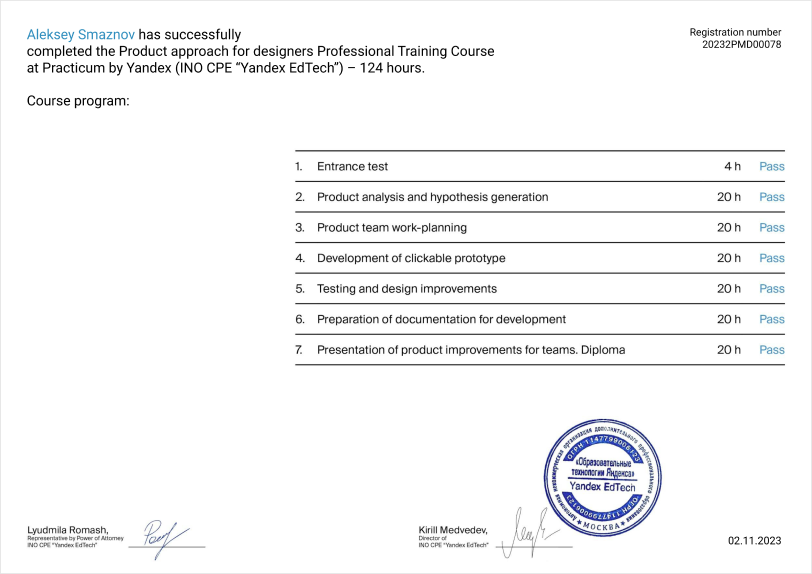 Aleksey Smaznov has successfully
completed the Product approach for designers Professional Training Course
at Practicum by Yandex (INO CPE “Yandex EdTech”) – 124 hours.
Registration number
20232PMD00078
Course program:
1. Entrance test 4 h Pass
2. Product analysis and hypothesis generation 20 h Pass
3. Product team work-planning 20 h Pass
4. Development of clickable prototype 20 h Pass
5. Testing and design improvements 20 h Pass
6. Preparation of documentation for development 20 h Pass
7. Presentation of product improvements for teams. Diploma 20 h Pass
«Образовательные
технологии Яндекса»
Yandex EdTech
МОСКВА
Lyudmila Romash,
Representative by Power of Attorney
INO CPE “Yandex EdTech”
Kirill Medvedev,
Director of
INO CPE “Yandex EdTech”
02.11.2023